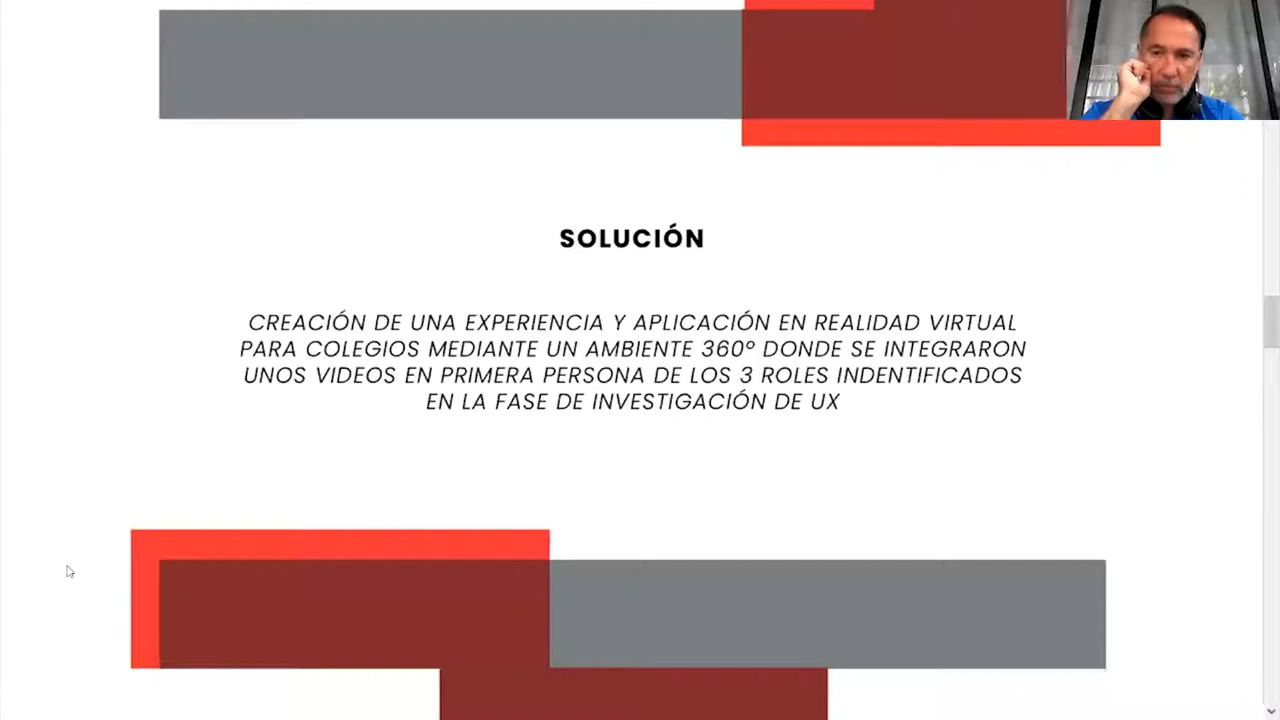 SOLUCIÓN
CREACIÓN DE UNA EXPERIENCIA Y APLICACIÓN EN REALIDAD VIRTUAL
PARA COLEGIOS MEDIANTE UN AMBIENTE 360° DONDE SE INTEGRARON
UNOS VIDEOS EN PRIMERA PERSONA DE LOS 3 ROLES INDENTIFICADOS
EN LA FASE DE INVESTIGACIÓN DE UX